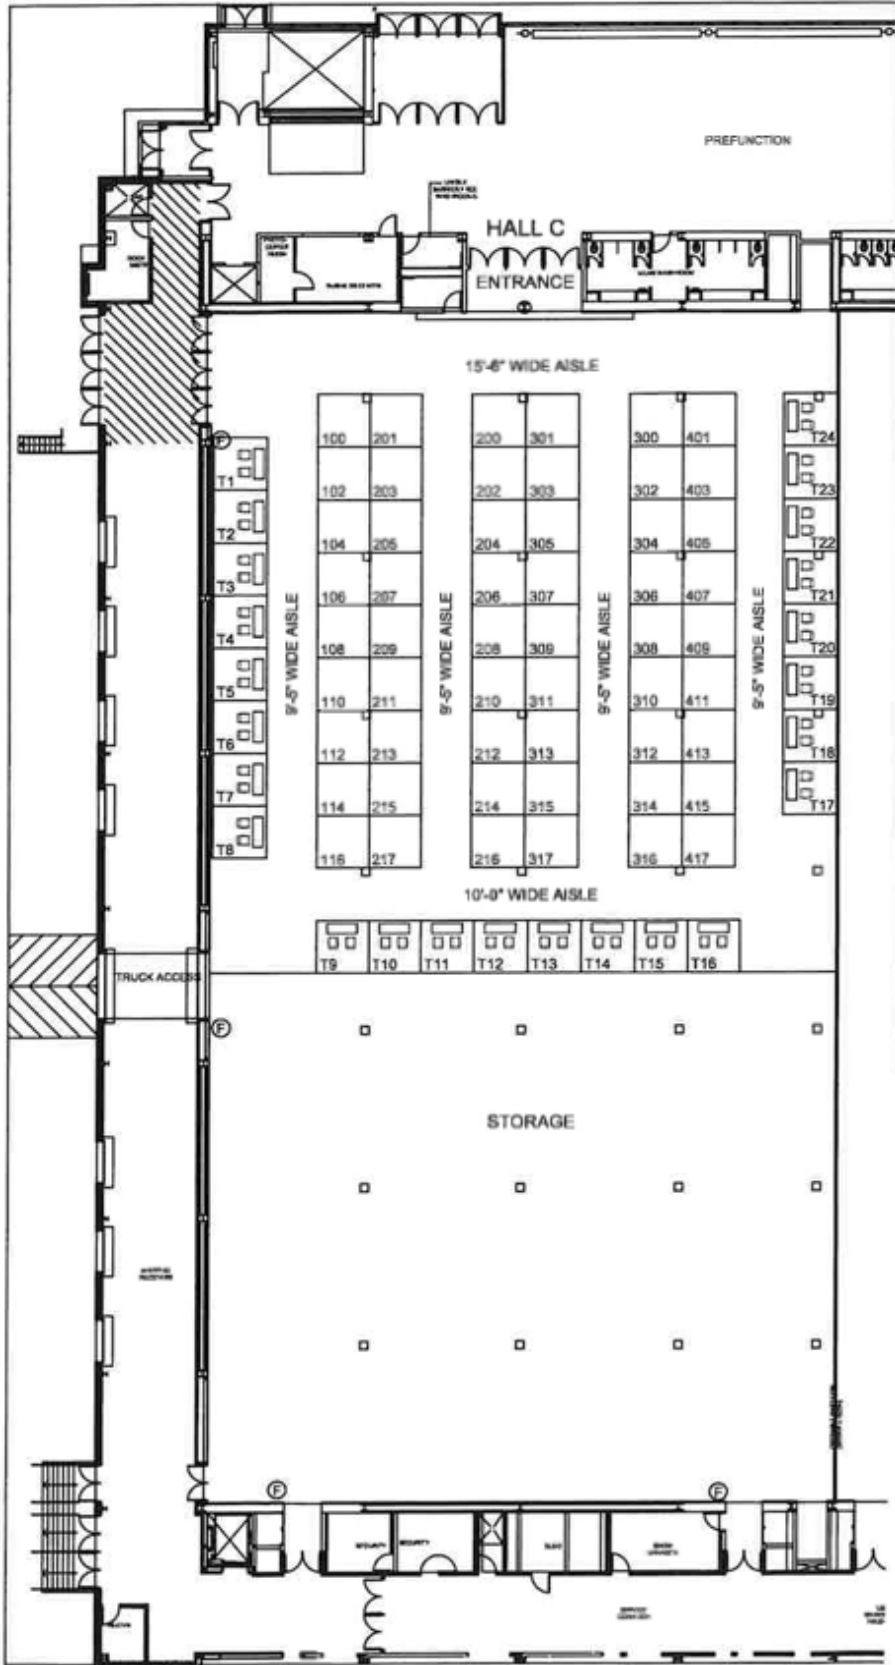 PREFUNCTION
HALL C
ENTRANCE
15'-6" WIDE AISLE
100 201 200 301 300 401 T24
T1 102 203 202 303 302 403 T23
T2 104 205 204 305 304 405 T22
T3 106 207 206 307 306 407 T21
T4 108 209 208 309 308 409 T20
T5 110 211 210 311 310 411 T19
T6 112 213 212 313 312 413 T18
T7 114 215 214 315 314 415 T17
T8 116 217 216 317 316 417
9'-5" WIDE AISLE
9'-5" WIDE AISLE
9'-5" WIDE AISLE
9'-5" WIDE AISLE
10'-0" WIDE AISLE
T9 T10 T11 T12 T13 T14 T15 T16
TRUCK ACCESS
F
F
STORAGE
F
F
SECURITY
SECURITY